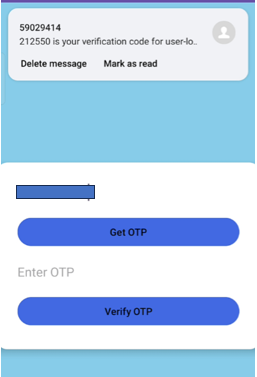 59029414
212550 is your verification code for user-lo..
Delete message Mark as read
Get OTP
Enter OTP
Verify OTP